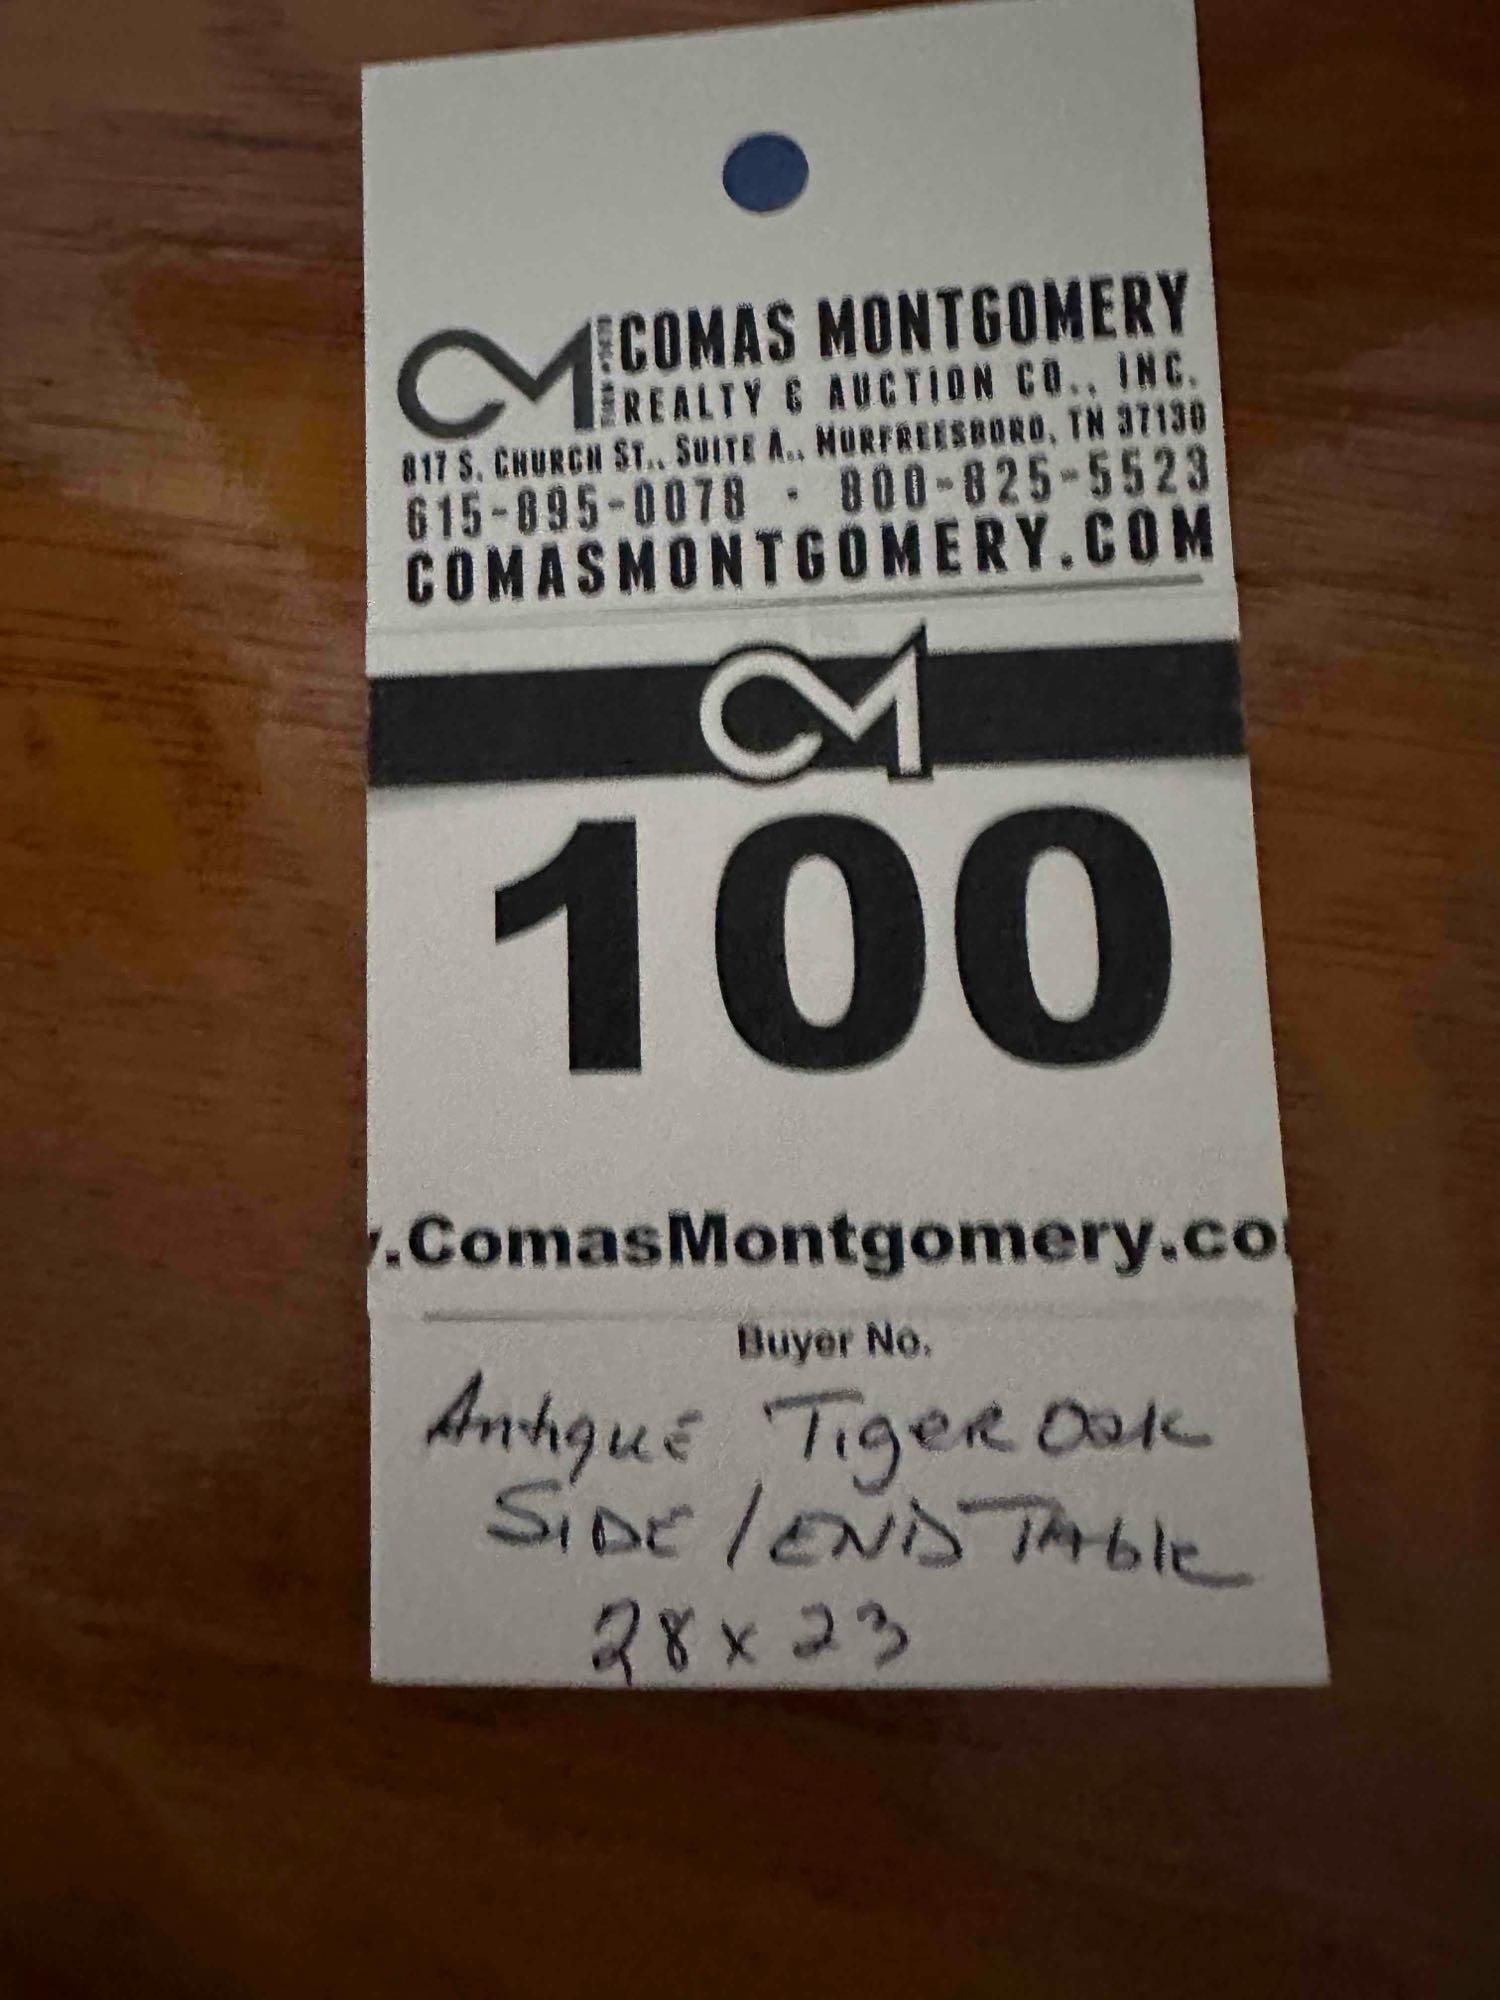 CM COMAS MONTGOMERY
REALTY & AUCTION CO., INC.
817 S. CHURCH ST., SUITE A., MURFREESBORO, TN 37130
615-895-0078 · 800-825-5523
COMASMONTGOMERY.COM
CM
100
.ComasMontgomery.co
Buyer No.
Antique Tiger Oak
SIDE / END TAble
28 x 23